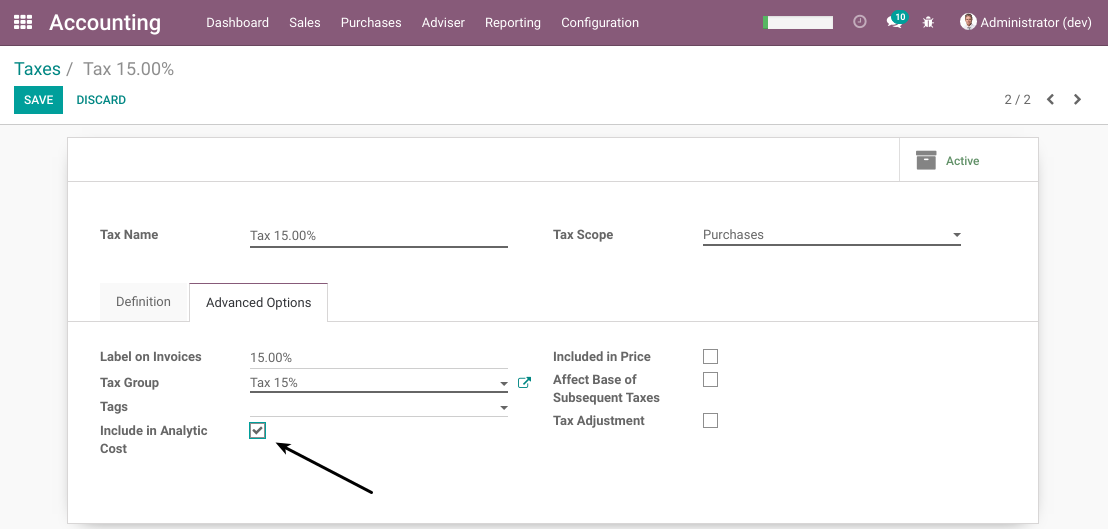 Accounting Dashboard Sales Purchases Adviser Reporting Configuration 10 Administrator (dev)
Taxes / Tax 15.00%
SAVE DISCARD 2 / 2
Active
Tax Name Tax 15.00% Tax Scope Purchases
Definition Advanced Options
Label on Invoices 15.00% Included in Price
Tax Group Tax 15% Affect Base of
Subsequent Taxes
Tags
Tax Adjustment
Include in Analytic
Cost